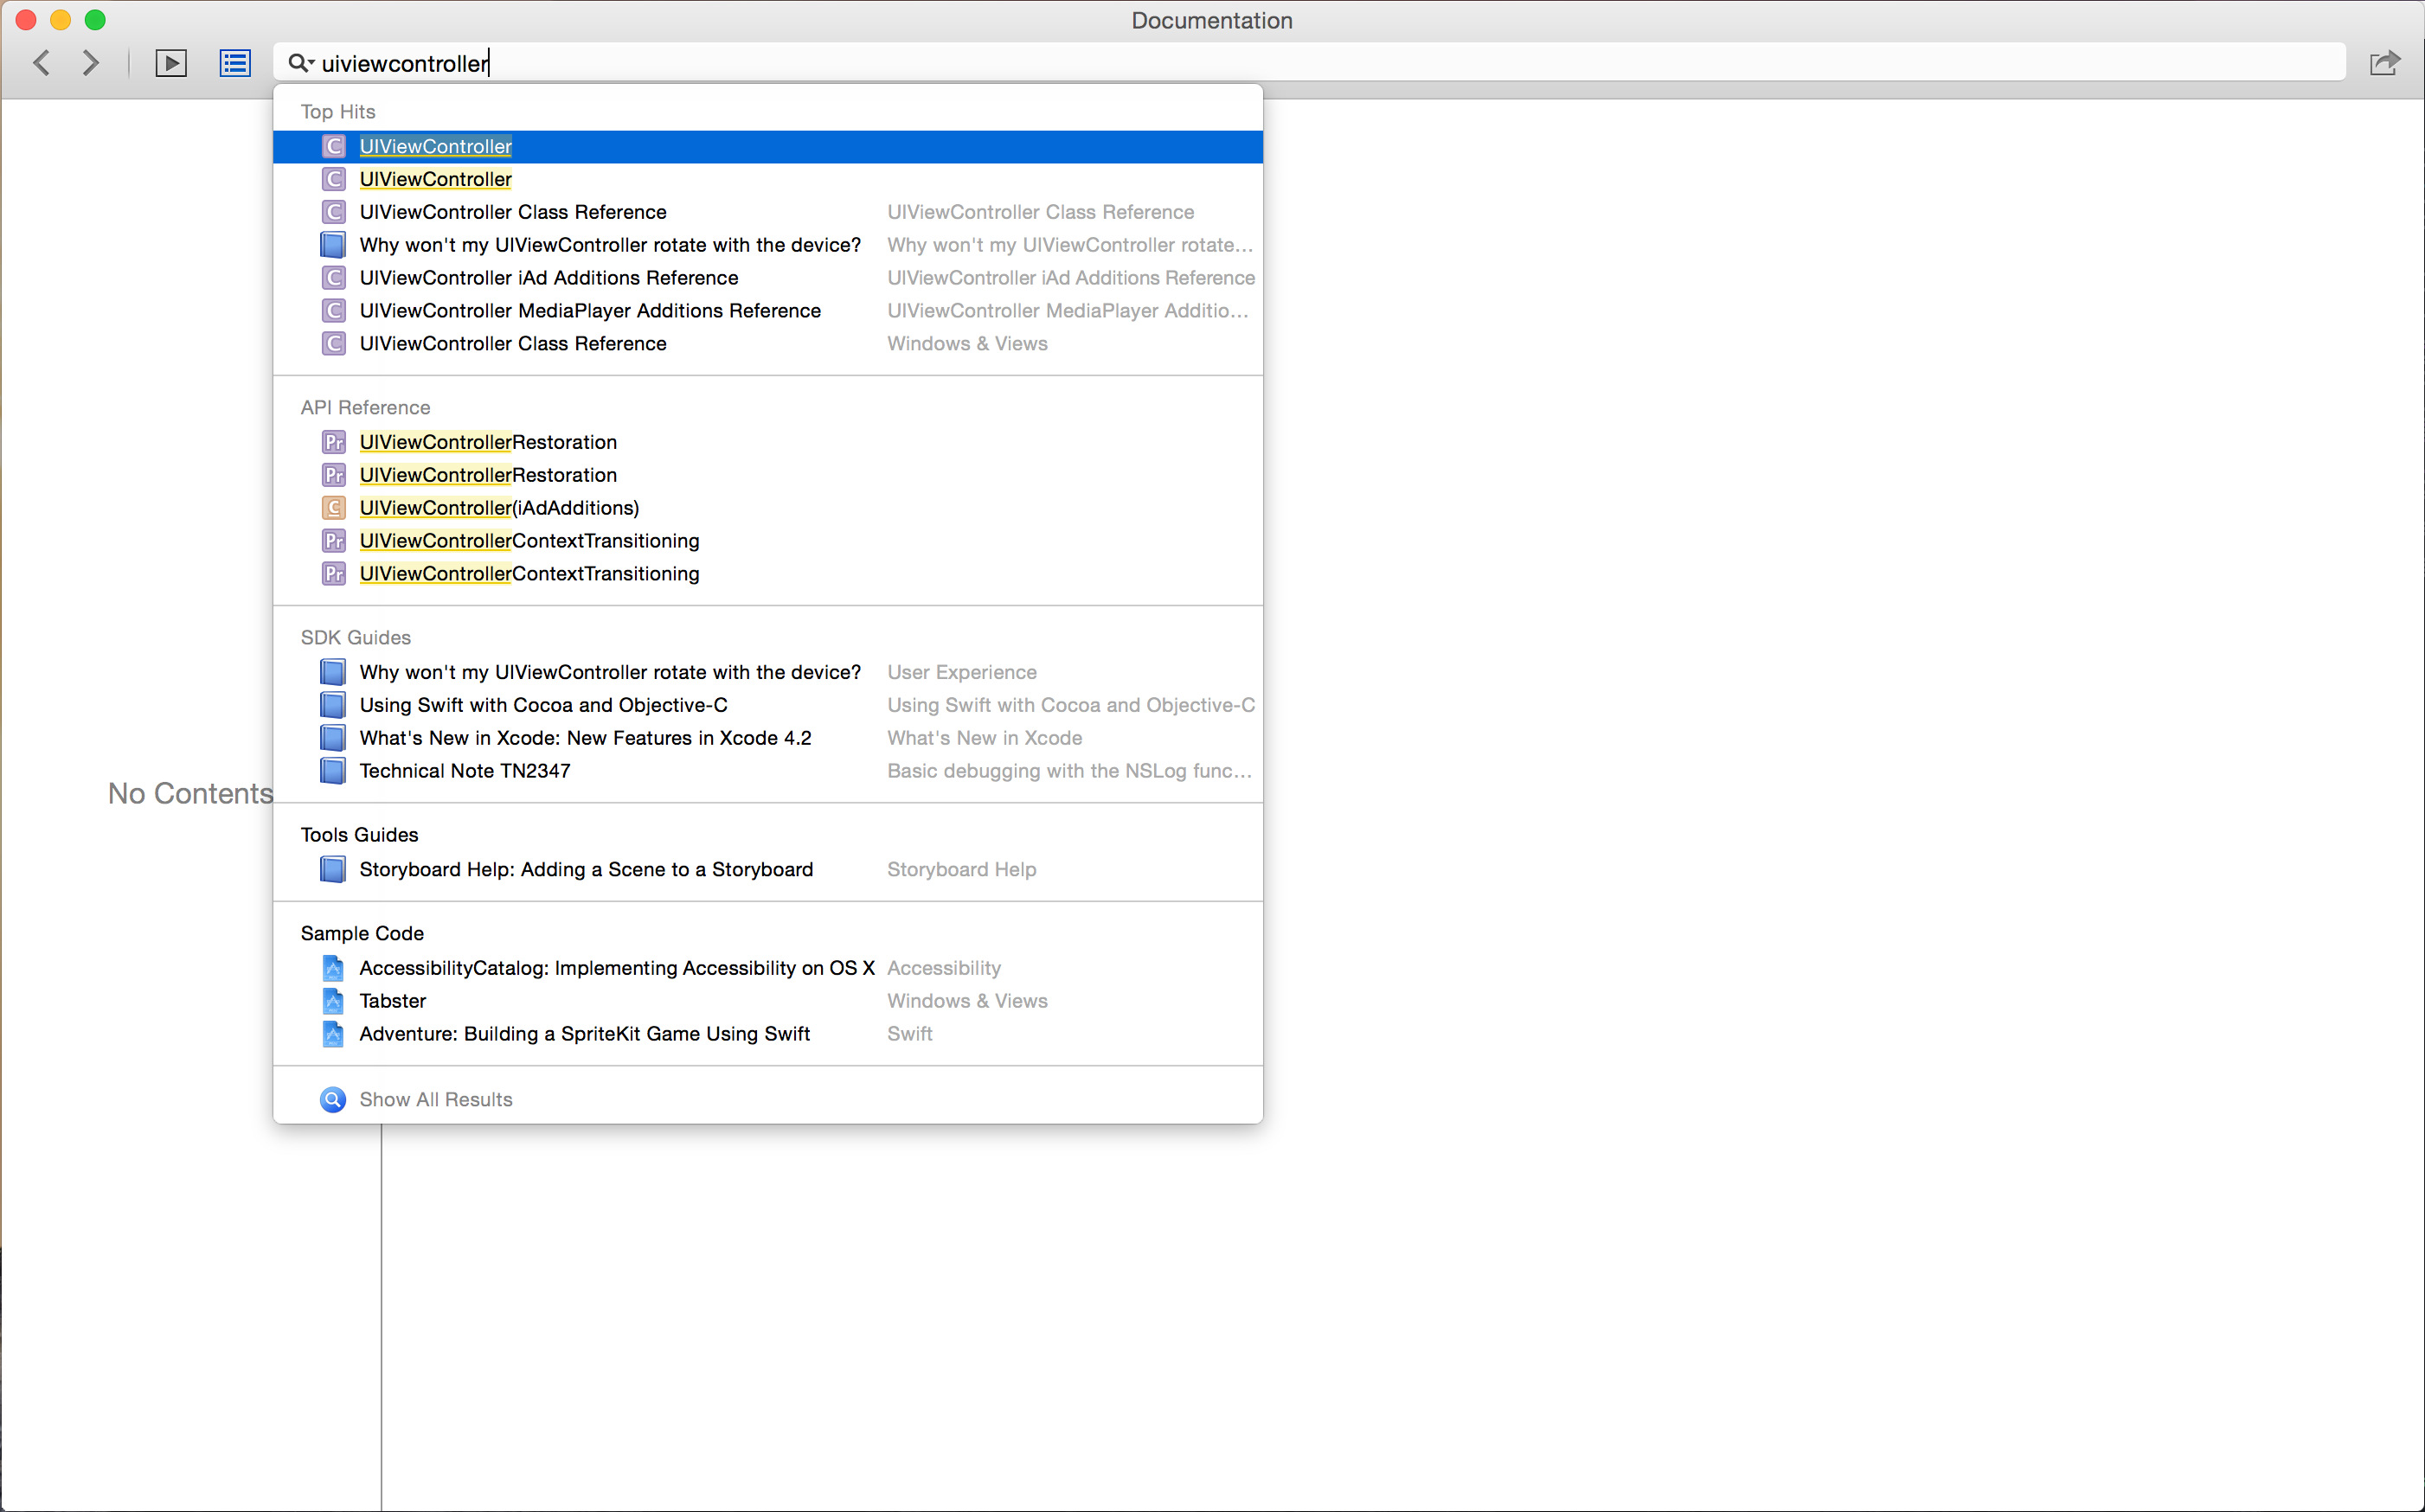 Documentation
uiviewcontroller
Top Hits
C UIViewController
C UIViewController
C UIViewController Class Reference UIViewController Class Reference
Why won't my UIViewController rotate with the device? Why won't my UIViewController rotate...
C UIViewController iAd Additions Reference UIViewController iAd Additions Reference
C UIViewController MediaPlayer Additions Reference UIViewController MediaPlayer Additio...
C UIViewController Class Reference Windows & Views
API Reference
Pr UIViewControllerRestoration
Pr UIViewControllerRestoration
C UIViewController(iAdAdditions)
Pr UIViewControllerContextTransitioning
Pr UIViewControllerContextTransitioning
SDK Guides
Why won't my UIViewController rotate with the device? User Experience
Using Swift with Cocoa and Objective-C Using Swift with Cocoa and Objective-C
What's New in Xcode: New Features in Xcode 4.2 What's New in Xcode
Technical Note TN2347 Basic debugging with the NSLog func...
No Contents
Tools Guides
Storyboard Help: Adding a Scene to a Storyboard Storyboard Help
Sample Code
AccessibilityCatalog: Implementing Accessibility on OS X Accessibility
Tabster Windows & Views
Adventure: Building a SpriteKit Game Using Swift Swift
Show All Results